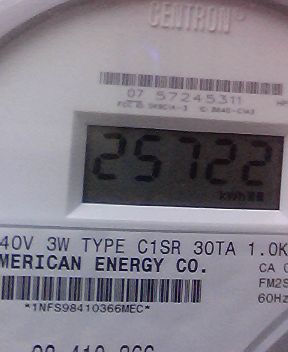 CENTRON®
07 57245311
25722
kWh
40V 3W TYPE C1SR 30TA 1.0K
MERICAN ENERGY CO.
CA 0
FM2S
60Hz
*1NFS98410366MEC*